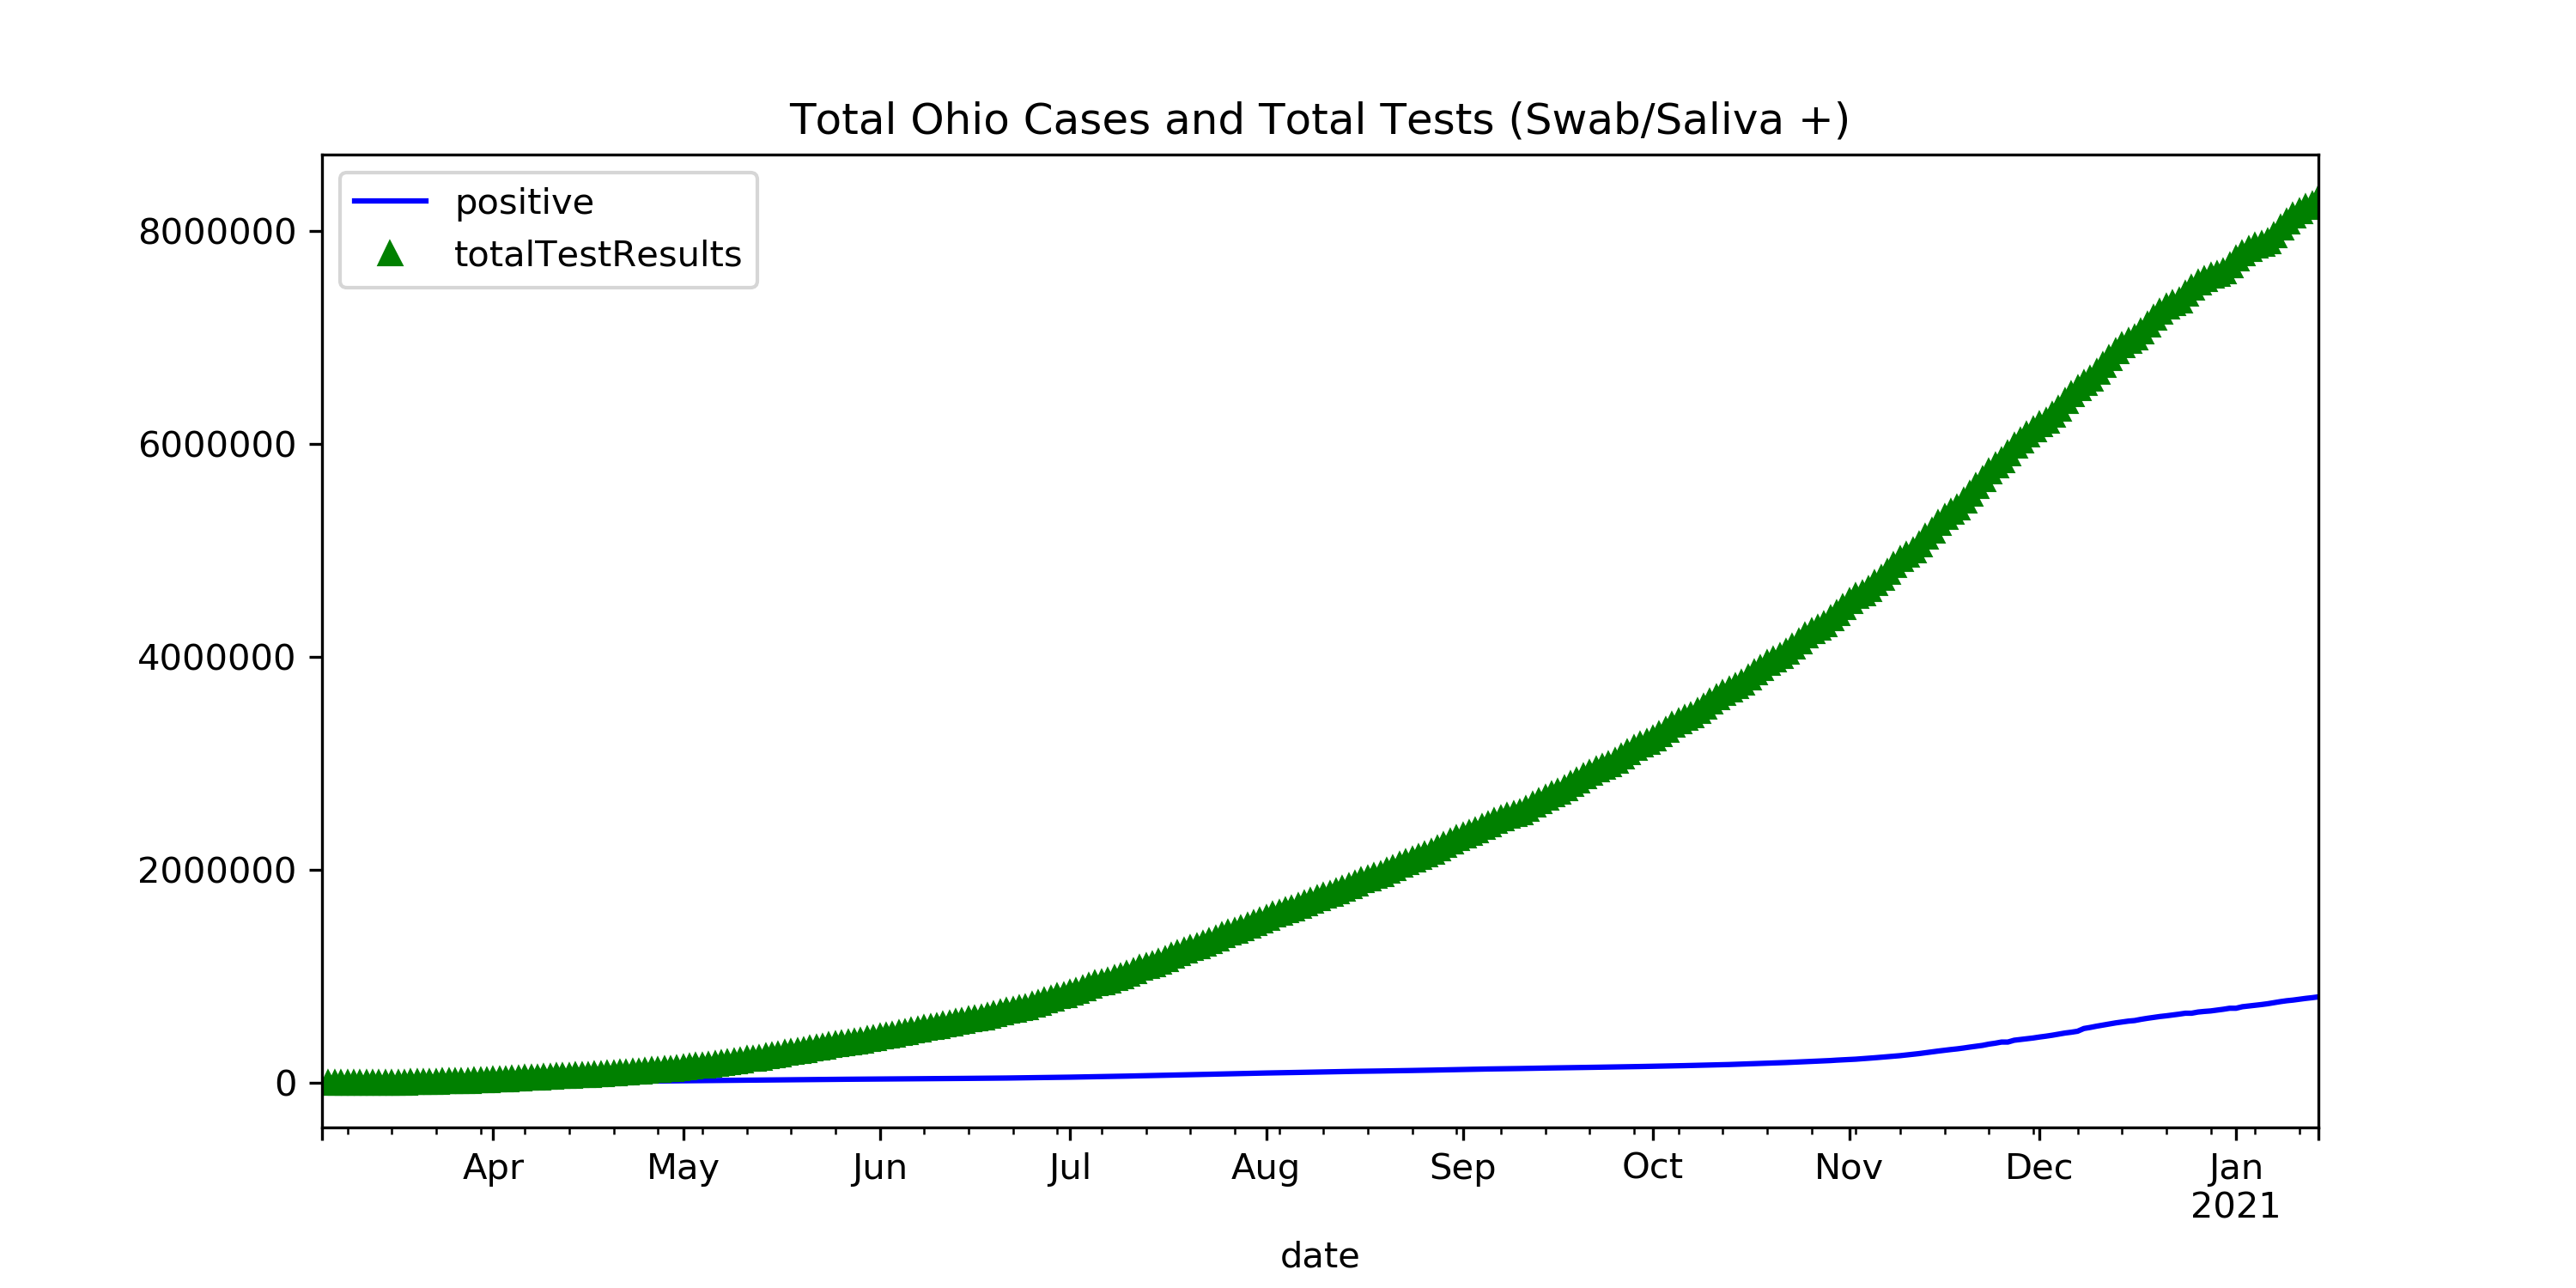 Total Ohio Cases and Total Tests (Swab/Saliva +)
positive
totalTestResults
8000000
6000000
4000000
2000000
0
Apr May Jun Jul Aug Sep Oct Nov Dec Jan
2021
date